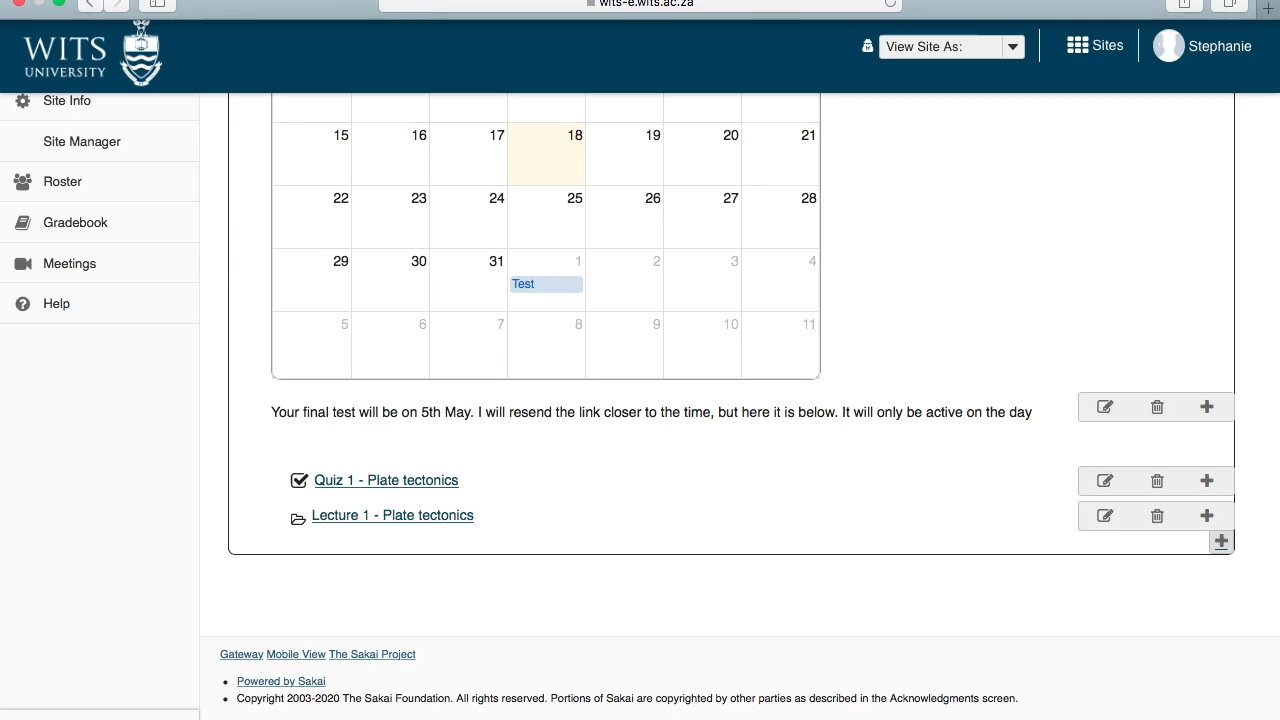 wits-e.wits.ac.za
WITS
UNIVERSITY
View Site As:
Sites
Stephanie
Site Info
Site Manager
Roster
Gradebook
Meetings
Help
15 16 17 18 19 20 21
22 23 24 25 26 27 28
29 30 31 1 2 3 4
Test
5 6 7 8 9 10 11
Your final test will be on 5th May. I will resend the link closer to the time, but here it is below. It will only be active on the day
Quiz 1 - Plate tectonics
Lecture 1 - Plate tectonics
Gateway Mobile View The Sakai Project
Powered by Sakai
Copyright 2003-2020 The Sakai Foundation. All rights reserved. Portions of Sakai are copyrighted by other parties as described in the Acknowledgments screen.